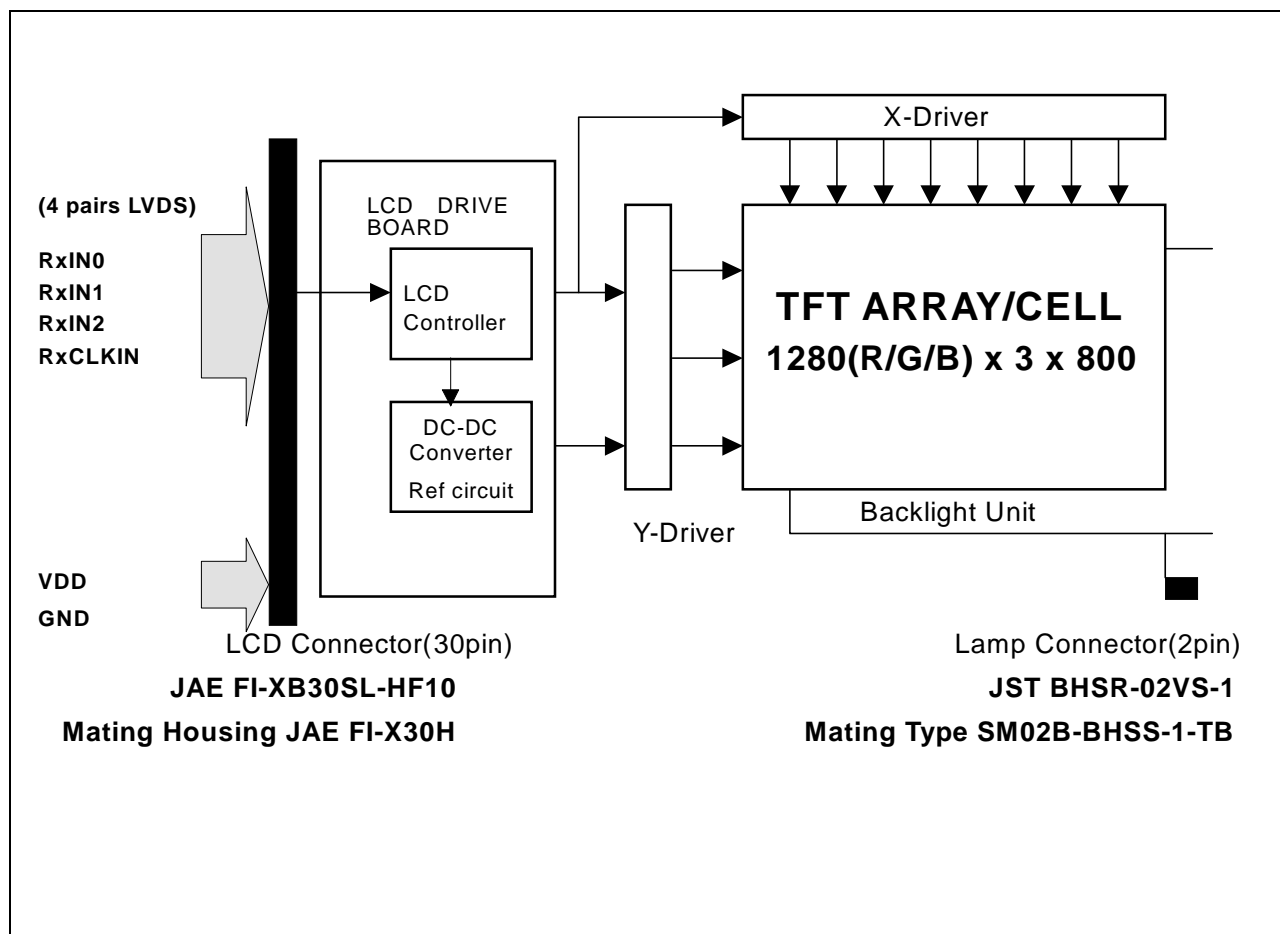 X-Driver
(4 pairs LVDS)
RxIN0
RxIN1
RxIN2
RxCLKIN
LCD DRIVE
BOARD
LCD
Controller
DC-DC
Converter
Ref circuit
TFT ARRAY/CELL
1280(R/G/B) x 3 x 800
Y-Driver
Backlight Unit
VDD
GND
LCD Connector(30pin)
JAE FI-XB30SL-HF10
Mating Housing JAE FI-X30H
Lamp Connector(2pin)
JST BHSR-02VS-1
Mating Type SM02B-BHSS-1-TB